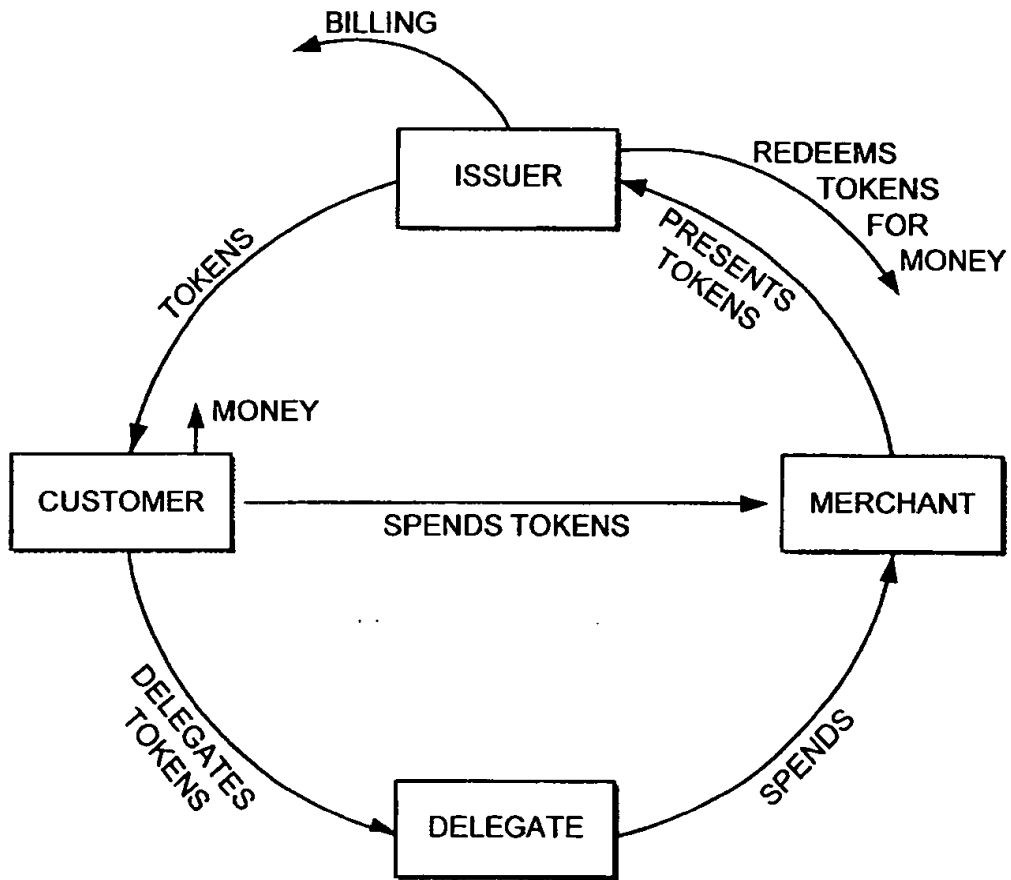 BILLING
ISSUER
REDEEMS
TOKENS
FOR
MONEY
PRESENTS
TOKENS
TOKENS
MONEY
CUSTOMER
SPENDS TOKENS
MERCHANT
DELEGATES
TOKENS
SPENDS
DELEGATE